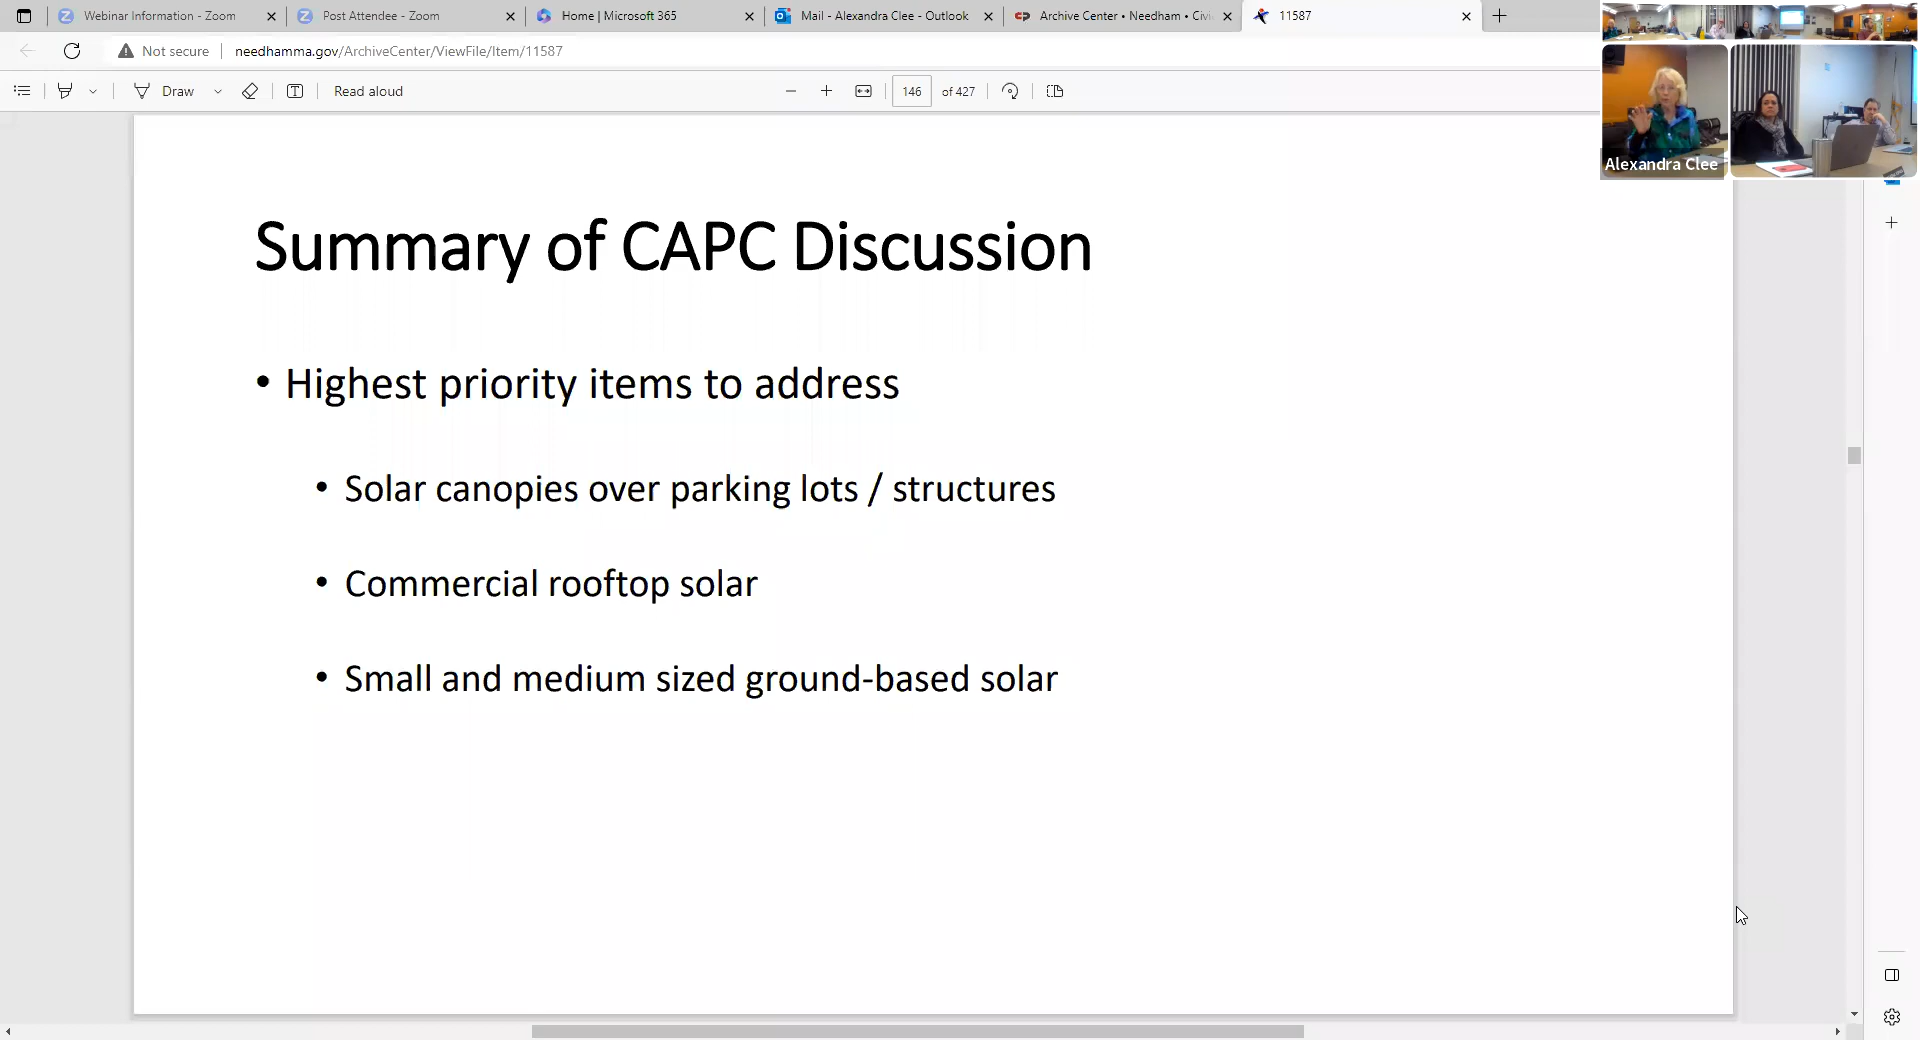 Webinar Information - Zoom
Post Attendee - Zoom
Home | Microsoft 365
Mail - Alexandra Clee - Outlook
Archive Center • Needham • Civi
11587
Not secure
needhamma.gov/ArchiveCenter/ViewFile/Item/11587
Draw
Read aloud
146
of 427
Alexandra Clee
Summary of CAPC Discussion
• Highest priority items to address
• Solar canopies over parking lots / structures
• Commercial rooftop solar
• Small and medium sized ground-based solar